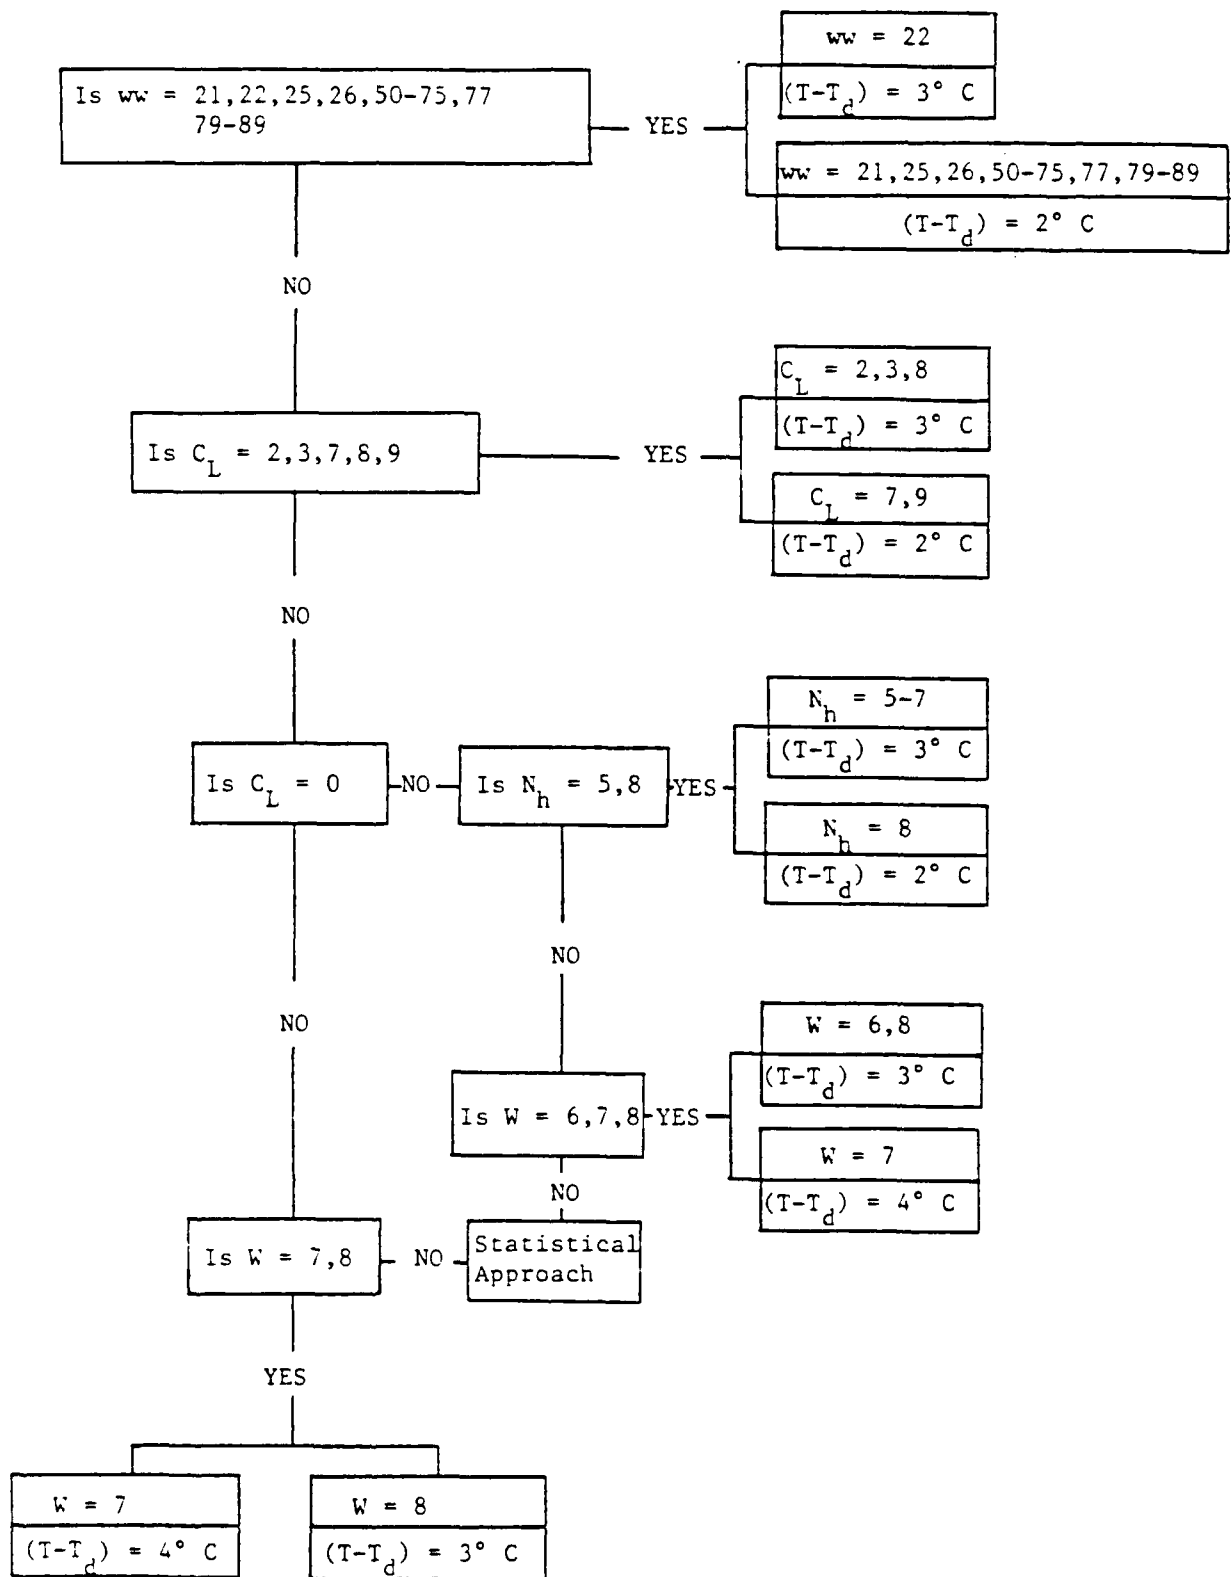 ww = 22
(T-Td) = 3° C
Is ww = 21,22,25,26,50-75,77
79-89
YES
ww = 21,25,26,50-75,77,79-89
(T-Td) = 2° C
NO
CL = 2,3,8
(T-Td) = 3° C
Is CL = 2,3,7,8,9
YES
CL = 7,9
(T-Td) = 2° C
NO
Nh = 5-7
(T-Td) = 3° C
Is CL = 0
NO
Is Nh = 5,8
YES
Nh = 8
(T-Td) = 2° C
NO
NO
W = 6,8
(T-Td) = 3° C
Is W = 6,7,8
YES
W = 7
(T-Td) = 4° C
NO
Is W = 7,8
NO
Statistical
Approach
YES
W = 7
(T-Td) = 4° C
W = 8
(T-Td) = 3° C